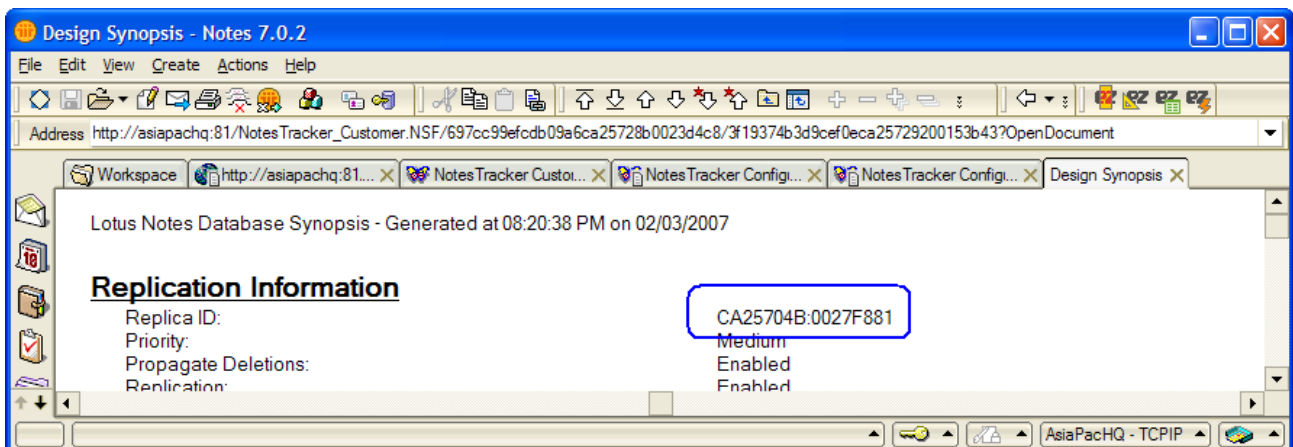 Design Synopsis - Notes 7.0.2
File Edit View Create Actions Help
Address http://asiapachq:81/NotesTracker_Customer.NSF/697cc99efcdb09a6ca25728b0023d4c8/3f19374b3d9cef0eca25729200153b43?OpenDocument
Workspace http://asiapachq:81.... NotesTracker Custo... NotesTracker Config... NotesTracker Config... Design Synopsis
Lotus Notes Database Synopsis - Generated at 08:20:38 PM on 02/03/2007
Replication Information
Replica ID: CA25704B:0027F881
Priority: Medium
Propagate Deletions: Enabled
Replication: Enabled
AsiaPacHQ - TCPIP